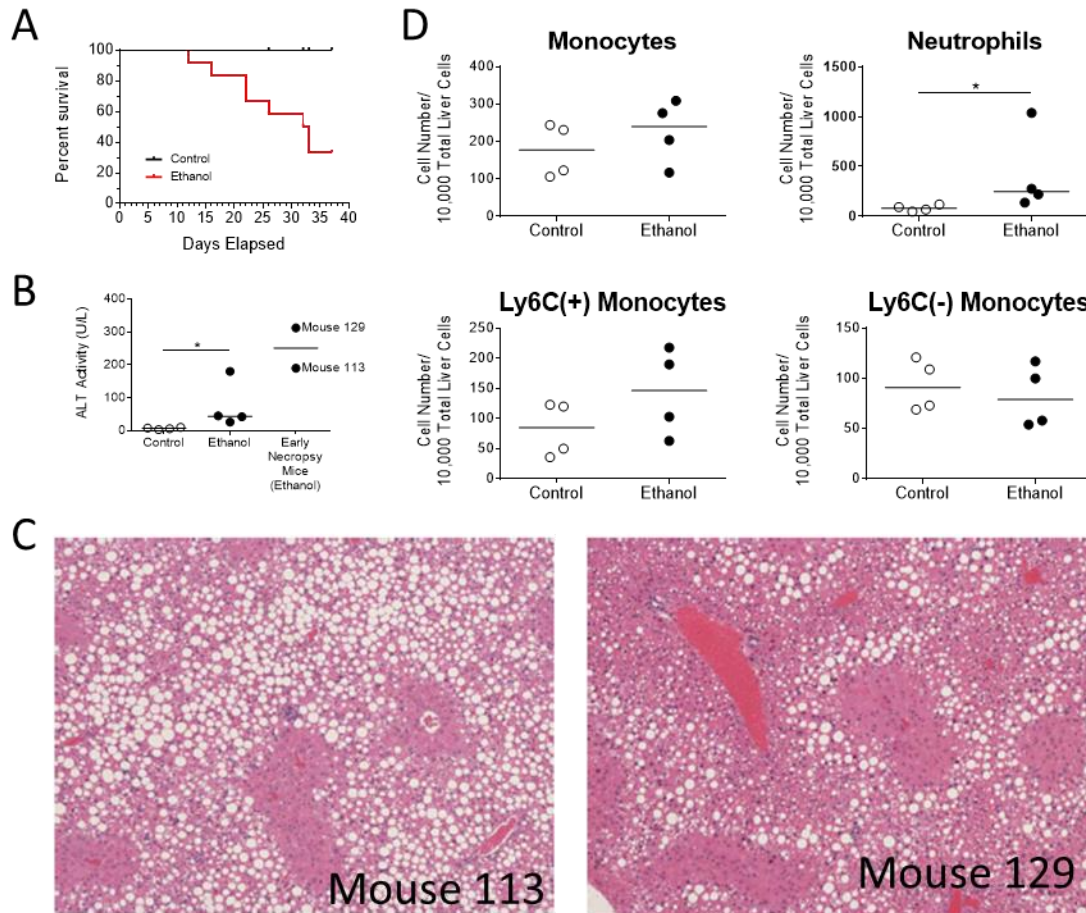 A
100
80
60
40
20
0
Percent survival
Control
Ethanol
0 5 10 15 20 25 30 35 40
Days Elapsed
B
400
300
200
100
0
ALT Activity (U/L)
*
Mouse 129
Mouse 113
Control
Ethanol
Early
Necropsy
Mice
(Ethanol)
D
Monocytes
400
300
200
100
0
Cell Number/
10,000 Total Liver Cells
Control Ethanol
Neutrophils
1500
1000
500
0
Cell Number/
10,000 Total Liver Cells
*
Control Ethanol
Ly6C(+) Monocytes
250
200
150
100
50
0
Cell Number/
10,000 Total Liver Cells
Control Ethanol
Ly6C(-) Monocytes
150
100
50
0
Cell Number/
10,000 Total Liver Cells
Control Ethanol
C
Mouse 113
Mouse 129